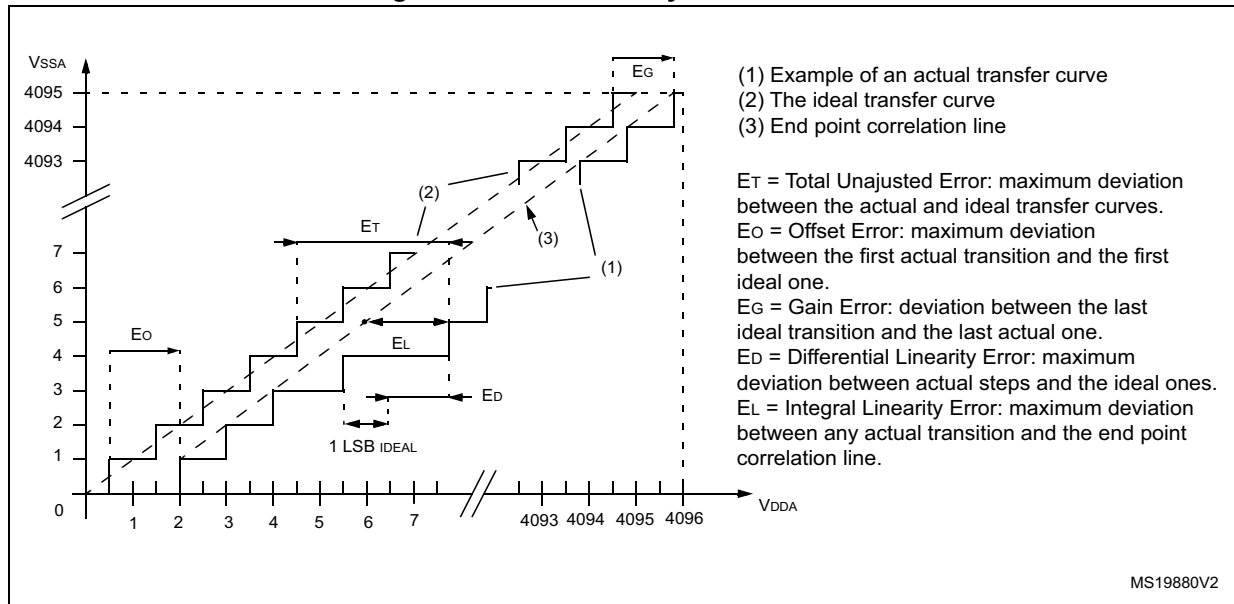 VSSA
4095
4094
4093
7
6
5
4
3
2
1
0
1 2 3 4 5 6 7 4093 4094 4095 4096
VDDA
EG
(2)
ET
(3)
(1)
EO
EL
ED
1 LSB IDEAL
(1) Example of an actual transfer curve
(2) The ideal transfer curve
(3) End point correlation line
ET = Total Unajusted Error: maximum deviation
between the actual and ideal transfer curves.
EO = Offset Error: maximum deviation
between the first actual transition and the first
ideal one.
EG = Gain Error: deviation between the last
ideal transition and the last actual one.
ED = Differential Linearity Error: maximum
deviation between actual steps and the ideal ones.
EL = Integral Linearity Error: maximum deviation
between any actual transition and the end point
correlation line.
MS19880V2